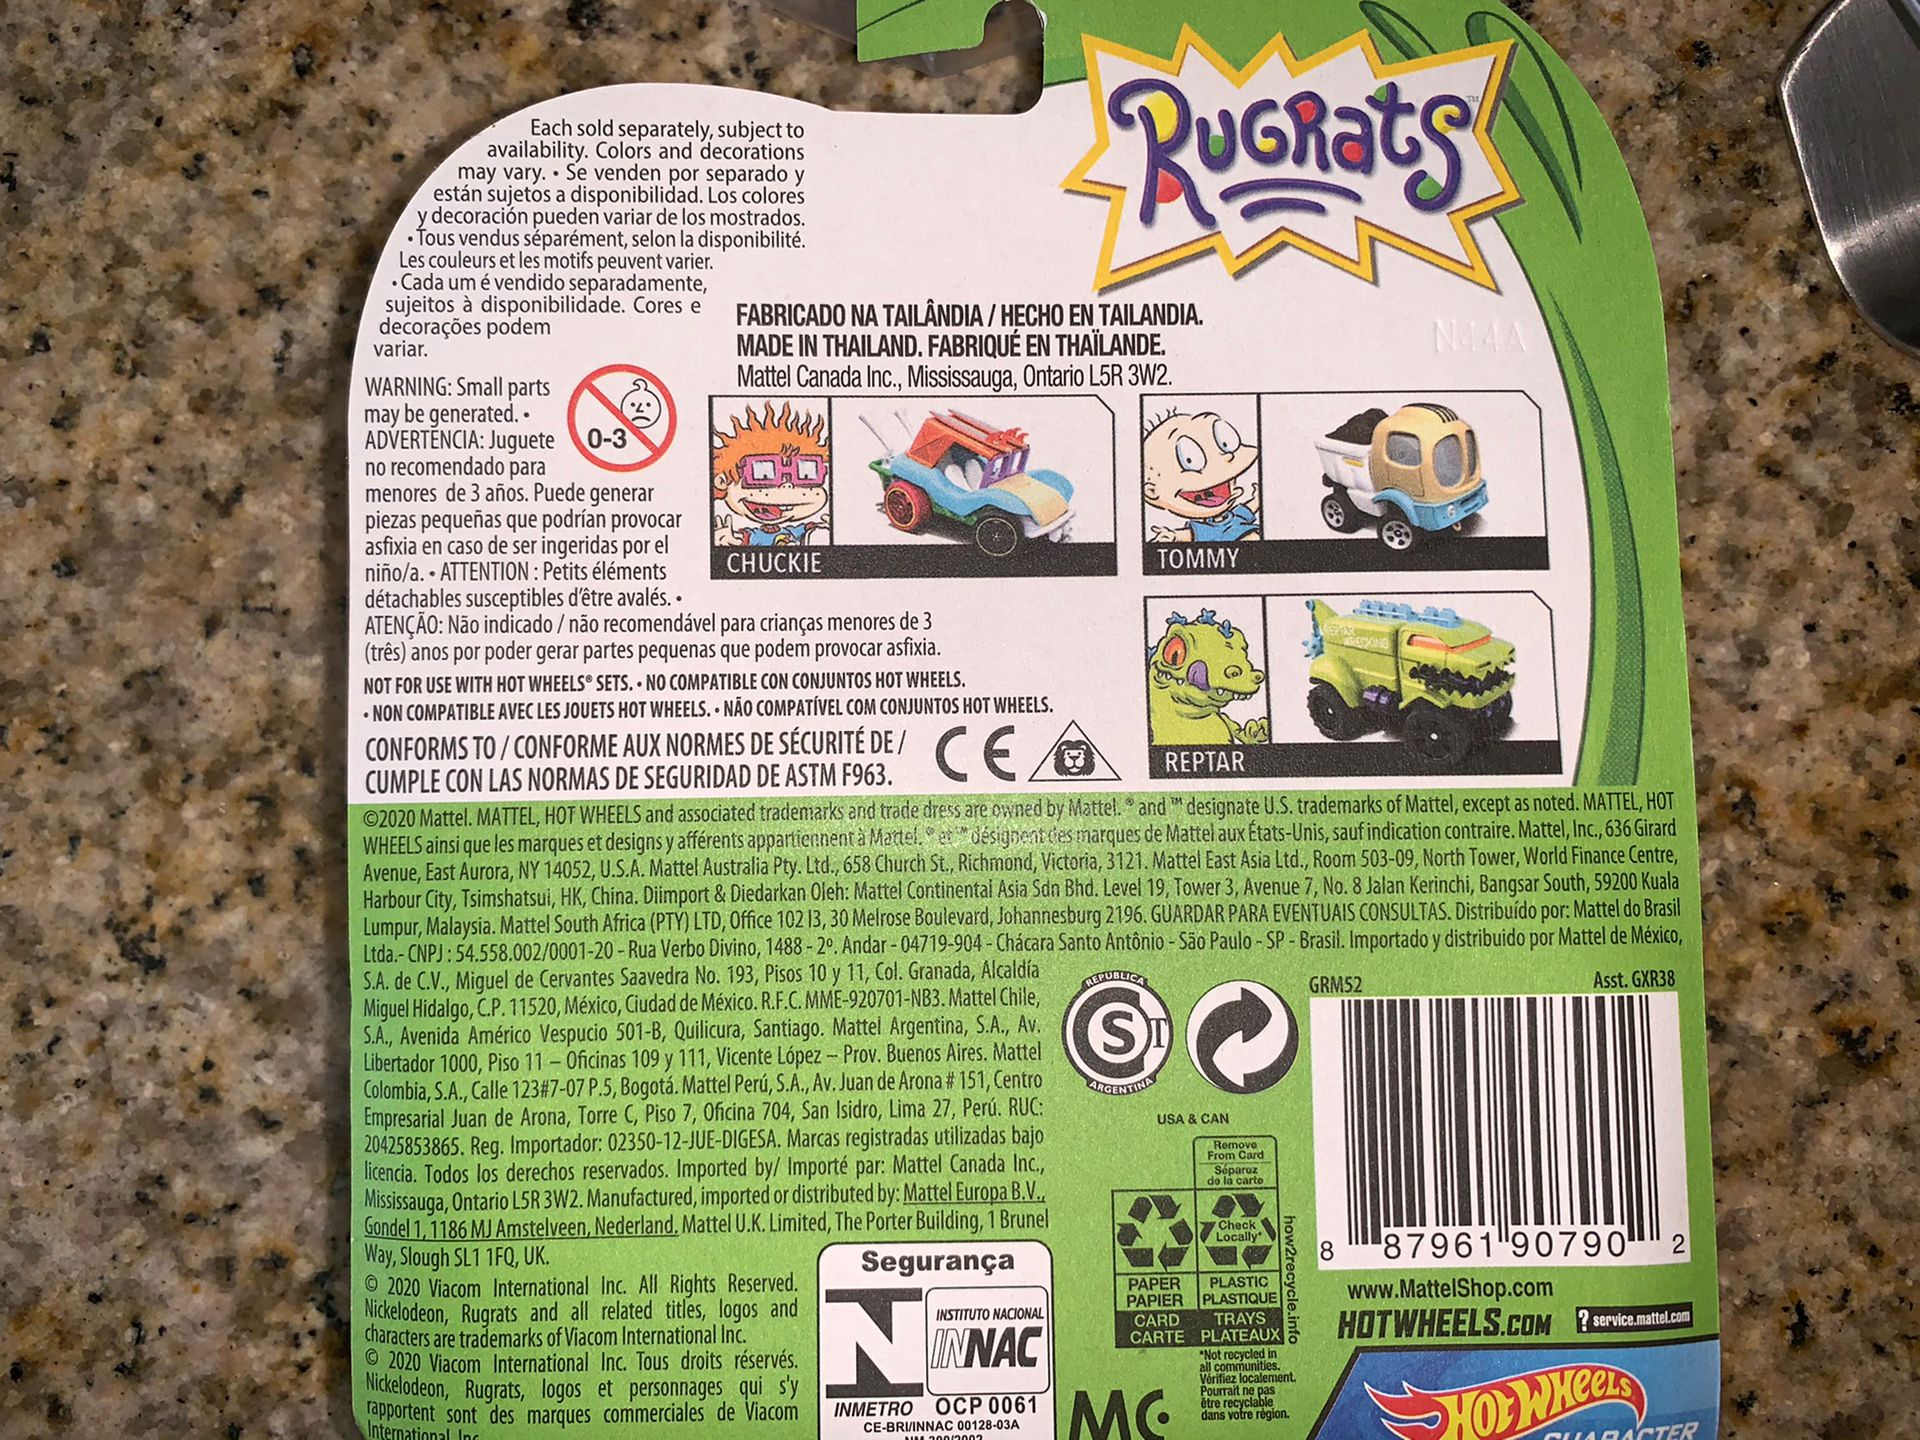 RUGRATS™
Each sold separately, subject to
availability. Colors and decorations
may vary. • Se venden por separado y
están sujetos a disponibilidad. Los colores
y decoración pueden variar de los mostrados.
• Tous vendus séparément, selon la disponibilité.
Les couleurs et les motifs peuvent varier.
• Cada um é vendido separadamente,
sujeitos à disponibilidade. Cores e
decorações podem
variar.
FABRICADO NA TAILÂNDIA / HECHO EN TAILANDIA.
MADE IN THAILAND. FABRIQUÉ EN THAÏLANDE.
Mattel Canada Inc., Mississauga, Ontario L5R 3W2.
N44A
WARNING: Small parts
may be generated. •
ADVERTENCIA: Juguete
no recomendado para
menores de 3 años. Puede generar
piezas pequeñas que podrían provocar
asfixia en caso de ser ingeridas por el
niño/a. • ATTENTION : Petits éléments
détachables susceptibles d'être avalés. •
ATENÇÃO: Não indicado / não recomendável para crianças menores de 3
(três) anos por poder gerar partes pequenas que podem provocar asfixia.
0-3
CHUCKIE
TOMMY
REPTAR WRECKING
REPTAR
NOT FOR USE WITH HOT WHEELS® SETS. • NO COMPATIBLE CON CONJUNTOS HOT WHEELS.
• NON COMPATIBLE AVEC LES JOUETS HOT WHEELS. • NÃO COMPATÍVEL COM CONJUNTOS HOT WHEELS.
CONFORMS TO / CONFORME AUX NORMES DE SÉCURITÉ DE /
CUMPLE CON LAS NORMAS DE SEGURIDAD DE ASTM F963.
CE
©2020 Mattel. MATTEL, HOT WHEELS and associated trademarks and trade dress are owned by Mattel. ® and ™ designate U.S. trademarks of Mattel, except as noted. MATTEL, HOT
WHEELS ainsi que les marques et designs y afférents appartiennent à Mattel. ® et ™ désignent des marques de Mattel aux États-Unis, sauf indication contraire. Mattel, Inc., 636 Girard
Avenue, East Aurora, NY 14052, U.S.A. Mattel Australia Pty. Ltd., 658 Church St., Richmond, Victoria, 3121. Mattel East Asia Ltd., Room 503-09, North Tower, World Finance Centre,
Harbour City, Tsimshatsui, HK, China. Diimport & Diedarkan Oleh: Mattel Continental Asia Sdn Bhd. Level 19, Tower 3, Avenue 7, No. 8 Jalan Kerinchi, Bangsar South, 59200 Kuala
Lumpur, Malaysia. Mattel South Africa (PTY) LTD, Office 102 I3, 30 Melrose Boulevard, Johannesburg 2196. GUARDAR PARA EVENTUAIS CONSULTAS. Distribuído por: Mattel do Brasil
Ltda.- CNPJ : 54.558.002/0001-20 - Rua Verbo Divino, 1488 - 2º. Andar - 04719-904 - Chácara Santo Antônio - São Paulo - SP - Brasil. Importado y distribuido por Mattel de México,
S.A. de C.V., Miguel de Cervantes Saavedra No. 193, Pisos 10 y 11, Col. Granada, Alcaldía
Miguel Hidalgo, C.P. 11520, México, Ciudad de México. R.F.C. MME-920701-NB3. Mattel Chile,
S.A., Avenida Américo Vespucio 501-B, Quilicura, Santiago. Mattel Argentina, S.A., Av.
Libertador 1000, Piso 11 – Oficinas 109 y 111, Vicente López – Prov. Buenos Aires. Mattel
Colombia, S.A., Calle 123#7-07 P.5, Bogotá. Mattel Perú, S.A., Av. Juan de Arona # 151, Centro
Empresarial Juan de Arona, Torre C, Piso 7, Oficina 704, San Isidro, Lima 27, Perú. RUC:
20425853865. Reg. Importador: 02350-12-JUE-DIGESA. Marcas registradas utilizadas bajo
licencia. Todos los derechos reservados. Imported by/ Importé par: Mattel Canada Inc.,
Mississauga, Ontario L5R 3W2. Manufactured, imported or distributed by: Mattel Europa B.V.,
Gondel 1, 1186 MJ Amstelveen, Nederland. Mattel U.K. Limited, The Porter Building, 1 Brunel
Way, Slough SL1 1FQ, UK.
© 2020 Viacom International Inc. All Rights Reserved.
Nickelodeon, Rugrats and all related titles, logos and
characters are trademarks of Viacom International Inc.
© 2020 Viacom International Inc. Tous droits réservés.
Nickelodeon, Rugrats, logos et personnages qui s'y
rapportent sont des marques commerciales de Viacom
International Inc.
Segurança
INSTITUTO NACIONAL
INNAC
INMETRO OCP 0061
CE-BRI/INNAC 00128-03A
NM 300/2002
REPUBLICA
S T
ARGENTINA
USA & CAN
Remove
From Card
Séparez
de la carte
Check
Locally*
PAPER
PAPIER
PLASTIC
PLASTIQUE
CARD
CARTE
TRAYS
PLATEAUX
how2recycle.info
*Not recycled in
all communities.
Vérifiez localement.
Pourrait ne pas
être recyclable
dans votre région.
MC
GRM52
Asst. GXR38
8 87961 90790 2
www.MattelShop.com
HOTWHEELS.COM
? service.mattel.com
HOT WHEELS
CHARACTER